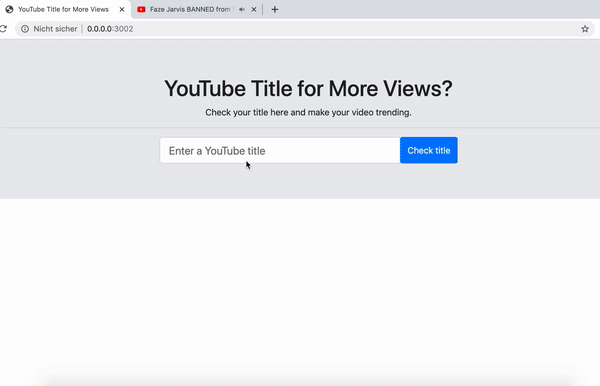 YouTube Title for More Views
Faze Jarvis BANNED from
Nicht sicher | 0.0.0.0:3002
YouTube Title for More Views?
Check your title here and make your video trending.
Enter a YouTube title
Check title